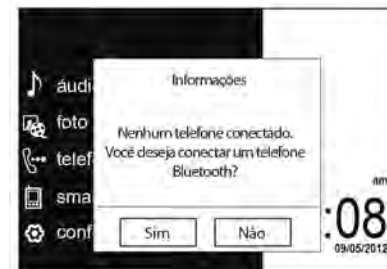 Informações
áudi
foto
telef
sma
conf
Nenhum telefone conectado.
Você deseja conectar um telefone
Bluetooth?
Sim
Não
am
:08
09/05/2012